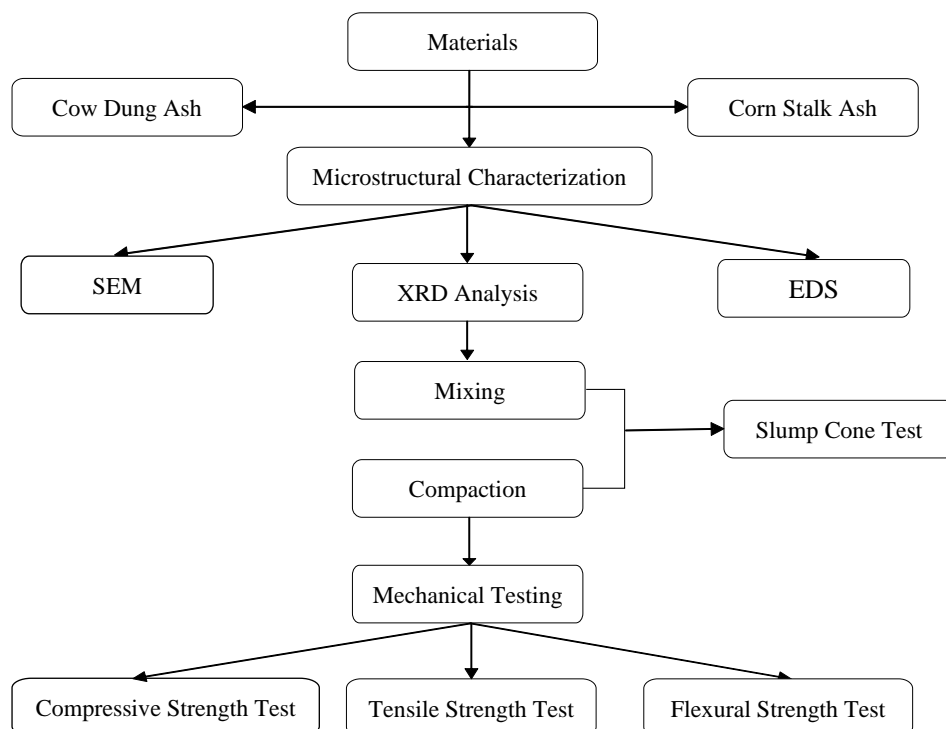 Materials
Cow Dung Ash
Corn Stalk Ash
Microstructural Characterization
SEM
XRD Analysis
EDS
Mixing
Slump Cone Test
Compaction
Mechanical Testing
Compressive Strength Test
Tensile Strength Test
Flexural Strength Test